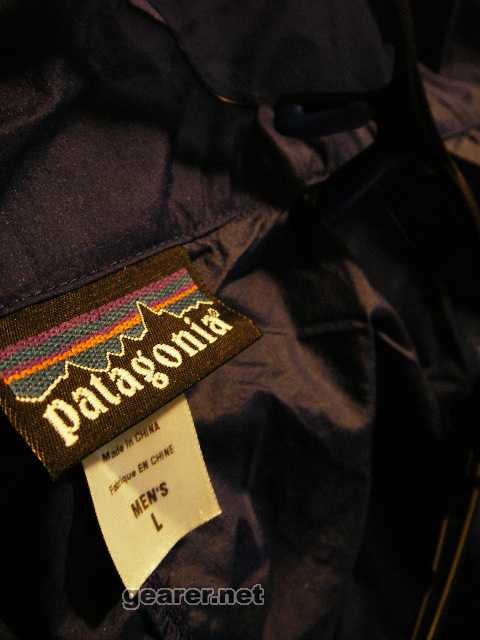 patagonia®
Made in CHINA
Fabriqué EN CHINE
MEN'S
L
gearer.net